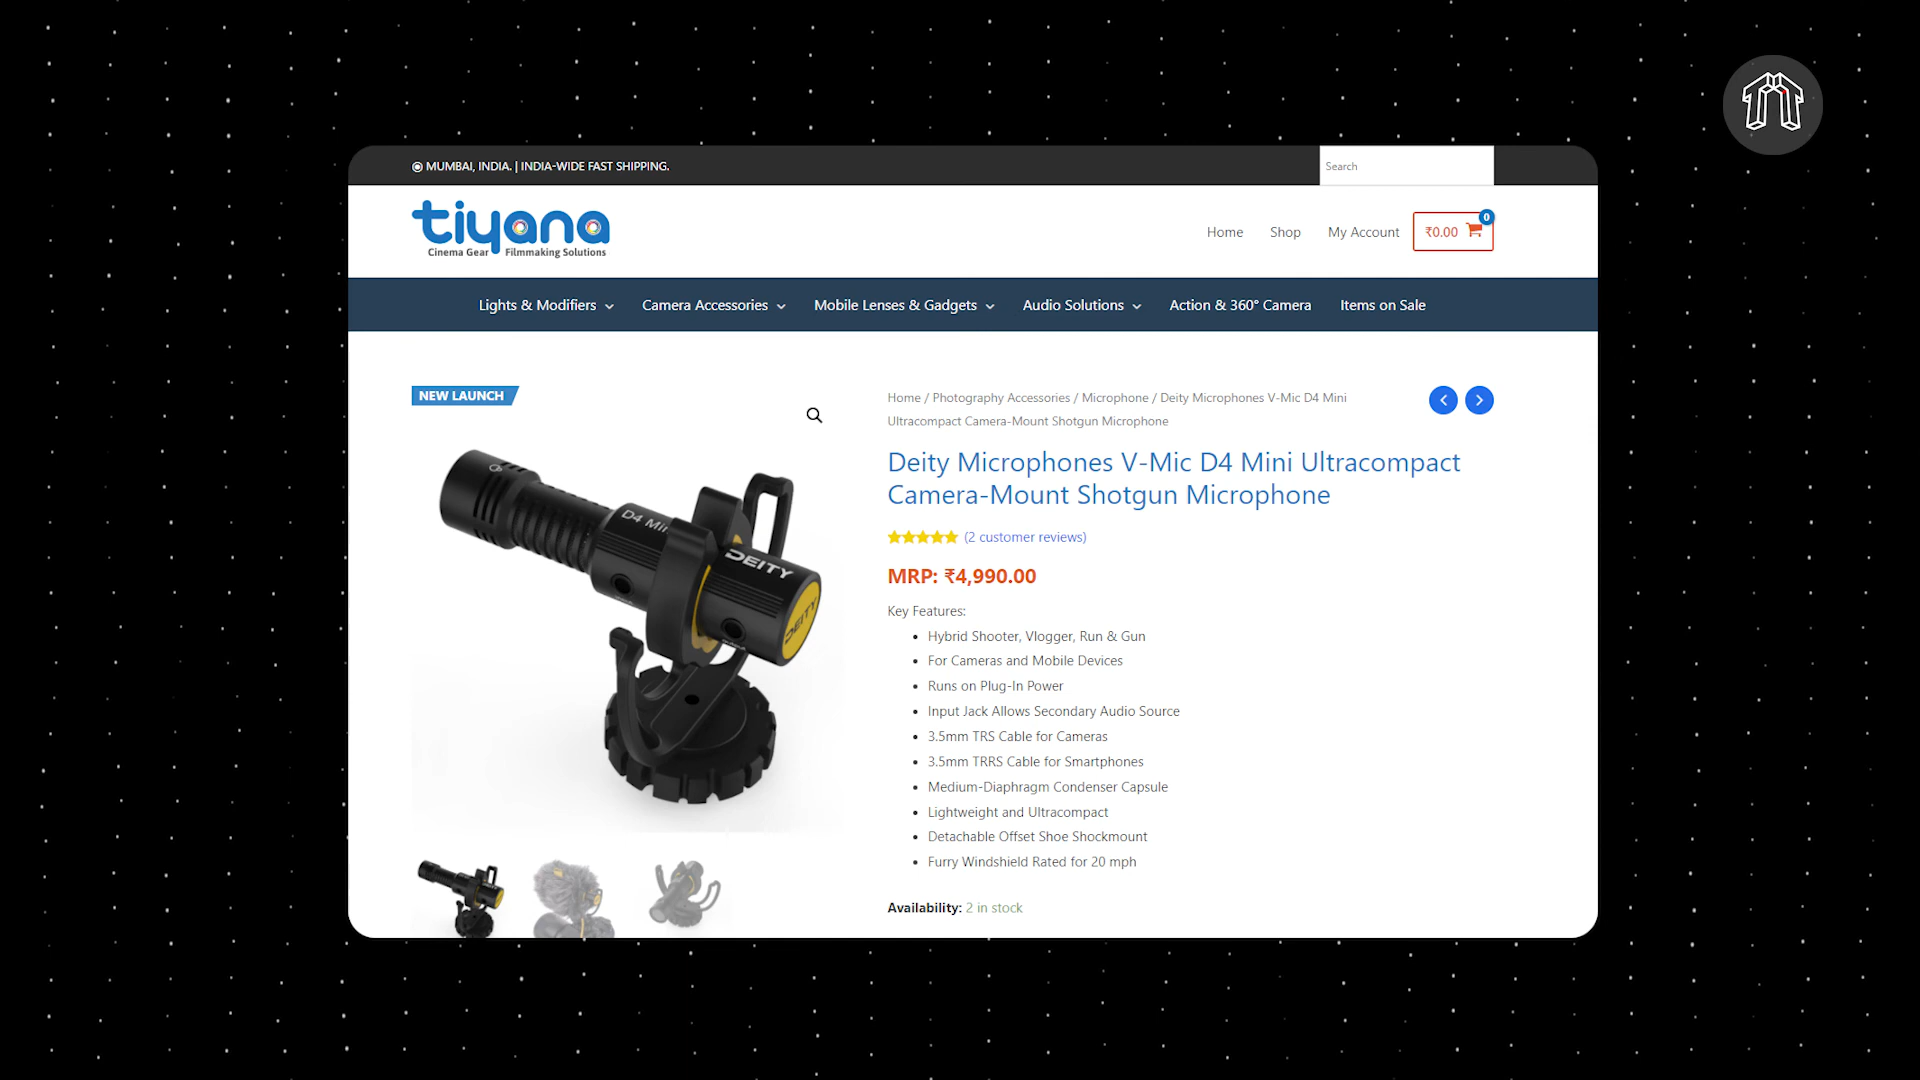 MUMBAI, INDIA. | INDIA-WIDE FAST SHIPPING.
Search
tiyana
Cinema Gear Filmmaking Solutions
Home Shop My Account ₹0.00 0
Lights & Modifiers Camera Accessories Mobile Lenses & Gadgets Audio Solutions Action & 360° Camera Items on Sale
NEW LAUNCH
D4 Mini
DEITY
DEITY
Home / Photography Accessories / Microphone / Deity Microphones V-Mic D4 Mini
Ultracompact Camera-Mount Shotgun Microphone
Deity Microphones V-Mic D4 Mini Ultracompact
Camera-Mount Shotgun Microphone
(2 customer reviews)
MRP: ₹4,990.00
Key Features:
Hybrid Shooter, Vlogger, Run & Gun
For Cameras and Mobile Devices
Runs on Plug-In Power
Input Jack Allows Secondary Audio Source
3.5mm TRS Cable for Cameras
3.5mm TRRS Cable for Smartphones
Medium-Diaphragm Condenser Capsule
Lightweight and Ultracompact
Detachable Offset Shoe Shockmount
Furry Windshield Rated for 20 mph
Availability: 2 in stock